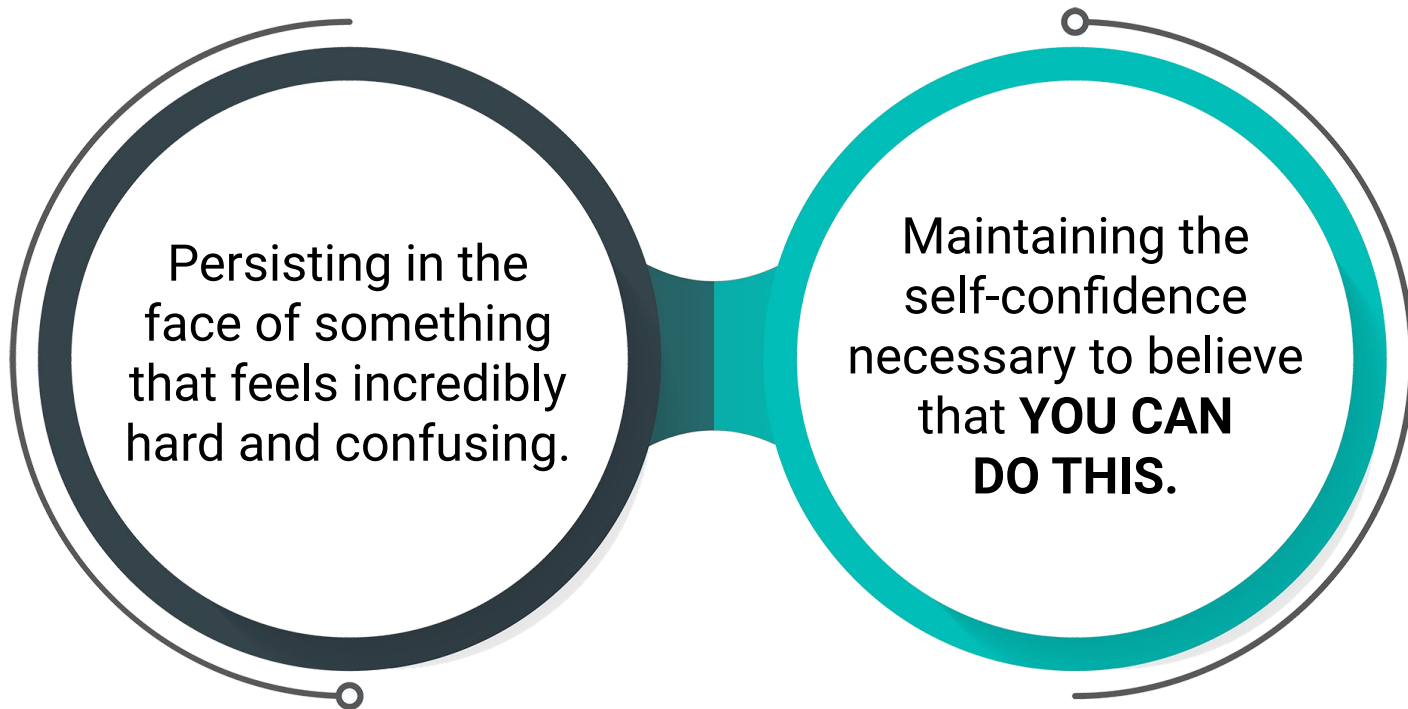 Persisting in the
face of something
that feels incredibly
hard and confusing.
Maintaining the
self-confidence
necessary to believe
that YOU CAN
DO THIS.